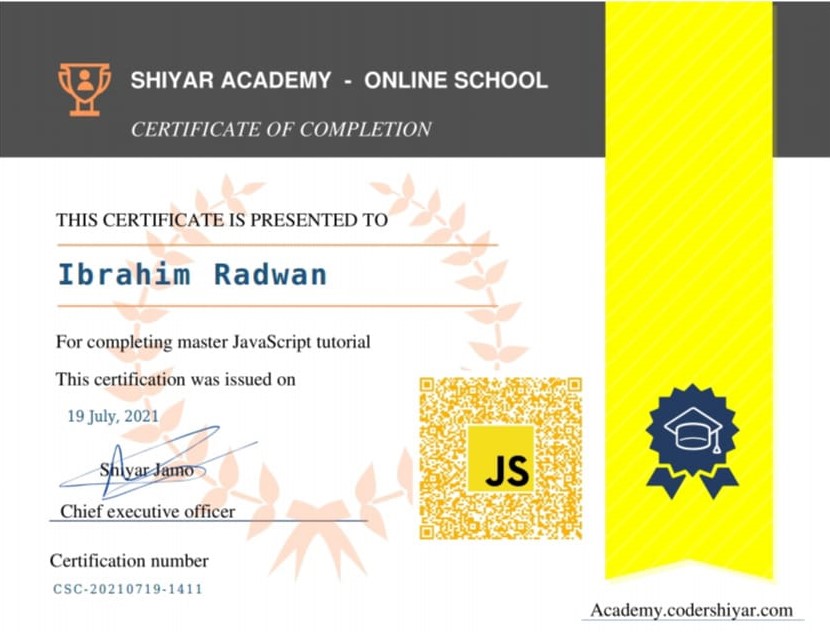 SHIYAR ACADEMY - ONLINE SCHOOL
CERTIFICATE OF COMPLETION
THIS CERTIFICATE IS PRESENTED TO
Ibrahim Radwan
For completing master JavaScript tutorial
This certification was issued on
19 July, 2021
Shiyar Jamo
Chief executive officer
JS
Certification number
CSC-20210719-1411
Academy.codershiyar.com